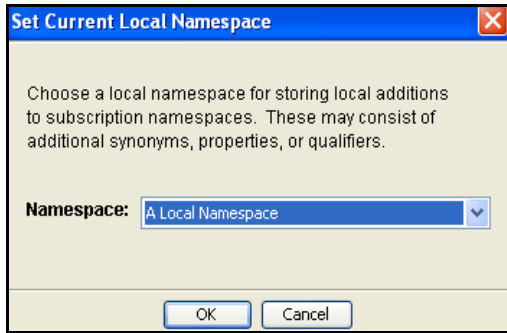 Set Current Local Namespace
Choose a local namespace for storing local additions
to subscription namespaces. These may consist of
additional synonyms, properties, or qualifiers.
Namespace: A Local Namespace
OK Cancel